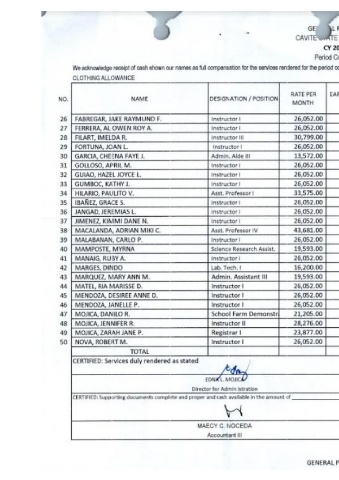 GE
CAVITE STATE
CY 20
Period C
We acknowledge receipt of cash shown our names as full compensation for the services rendered for the period
CLOTHING ALLOWANCE
NO. NAME DESIGNATION / POSITION RATE PER MONTH
26 FABREGAR, JAKE RAYMUND F. Instructor I 26,052.00
27 FERRERA, AL OWEN ROY A. Instructor I 26,052.00
28 FILART, IMELDA R. Instructor III 30,799.00
29 FORTUNA, JOAN L. Instructor I 26,052.00
30 GARCIA, CHEENA FAYE J. Admin. Aide III 13,572.00
31 GOLLOSO, APRIL M. Instructor I 26,052.00
32 GUIAO, HAZEL JOYCE L. Instructor I 26,052.00
33 GUMBOC, KATHY J. Instructor I 26,052.00
34 HILARIO, PAULITO V. Asst. Professor I 33,575.00
35 IBAÑEZ, GRACE S. Instructor I 26,052.00
36 JANGAD, JEREMIAS L. Instructor I 26,052.00
37 JIMENEZ, KIMMI DANE N. Instructor I 26,052.00
38 MACALANDA, ADRIAN MIKI C. Asst. Professor IV 43,681.00
39 MALABANAN, CARLO P. Instructor I 26,052.00
40 MAMPOSTE, MYRNA Science Research Assist. 19,593.00
41 MANAIG, RUBY A. Instructor I 26,052.00
42 MARGES, DINDO Lab. Tech. I 16,200.00
43 MARQUEZ, MARY ANN M. Admin. Assistant III 19,593.00
44 MATEL, RIA MARISSE D. Instructor I 26,052.00
45 MENDOZA, DESIREE ANNE D. Instructor I 26,052.00
46 MENDOZA, JANELLE P. Instructor I 26,052.00
47 MOJICA, DANILO R. School Farm Demonstr 21,205.00
48 MOJICA, JENNIFER R. Instructor II 28,276.00
49 MOJICA, ZARAH JANE P. Registrar I 23,877.00
50 NOVA, ROBERT M. Instructor I 26,052.00
TOTAL
CERTIFIED: Services duly rendered as stated
EDNA L. MOJICA
Director for Admin istration
CERTIFIED: Supporting documents complete and proper and cash available in the amount of
MAECY C. NOCEDA
Accountant III
GENERAL P